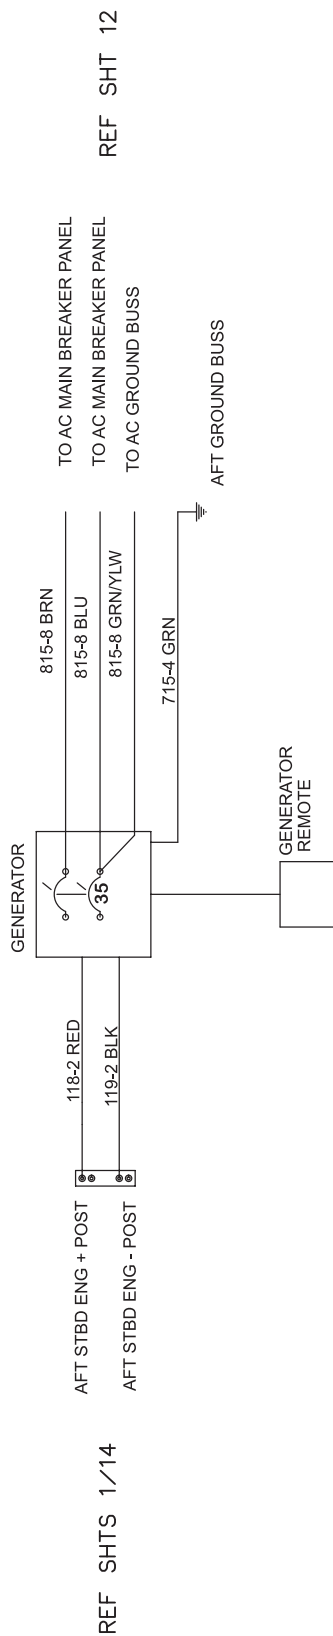 REF SHTS 1/14
AFT STBD ENG + POST
AFT STBD ENG - POST
118-2 RED
119-2 BLK
GENERATOR
35
815-8 BRN
815-8 BLU
815-8 GRN/YLW
715-4 GRN
GENERATOR
REMOTE
TO AC MAIN BREAKER PANEL
TO AC MAIN BREAKER PANEL
TO AC GROUND BUSS
AFT GROUND BUSS
REF SHT 12